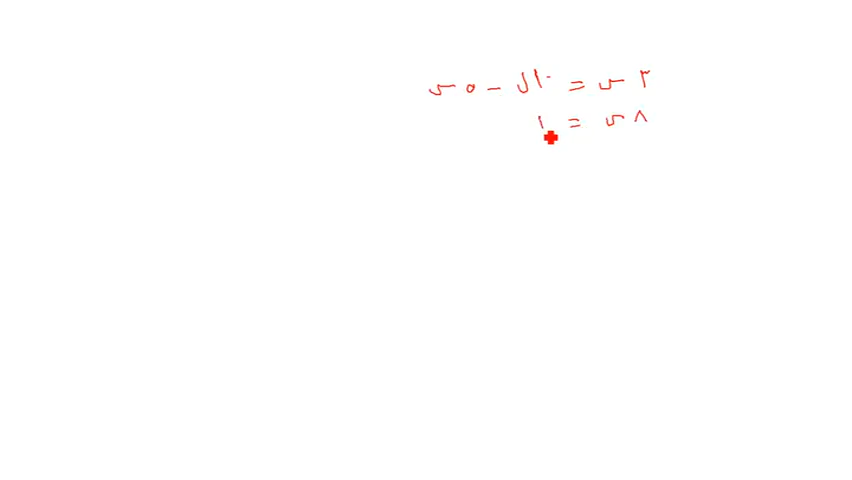 ٣ س = ١٠ ل - ٥ س
٨ س = ١